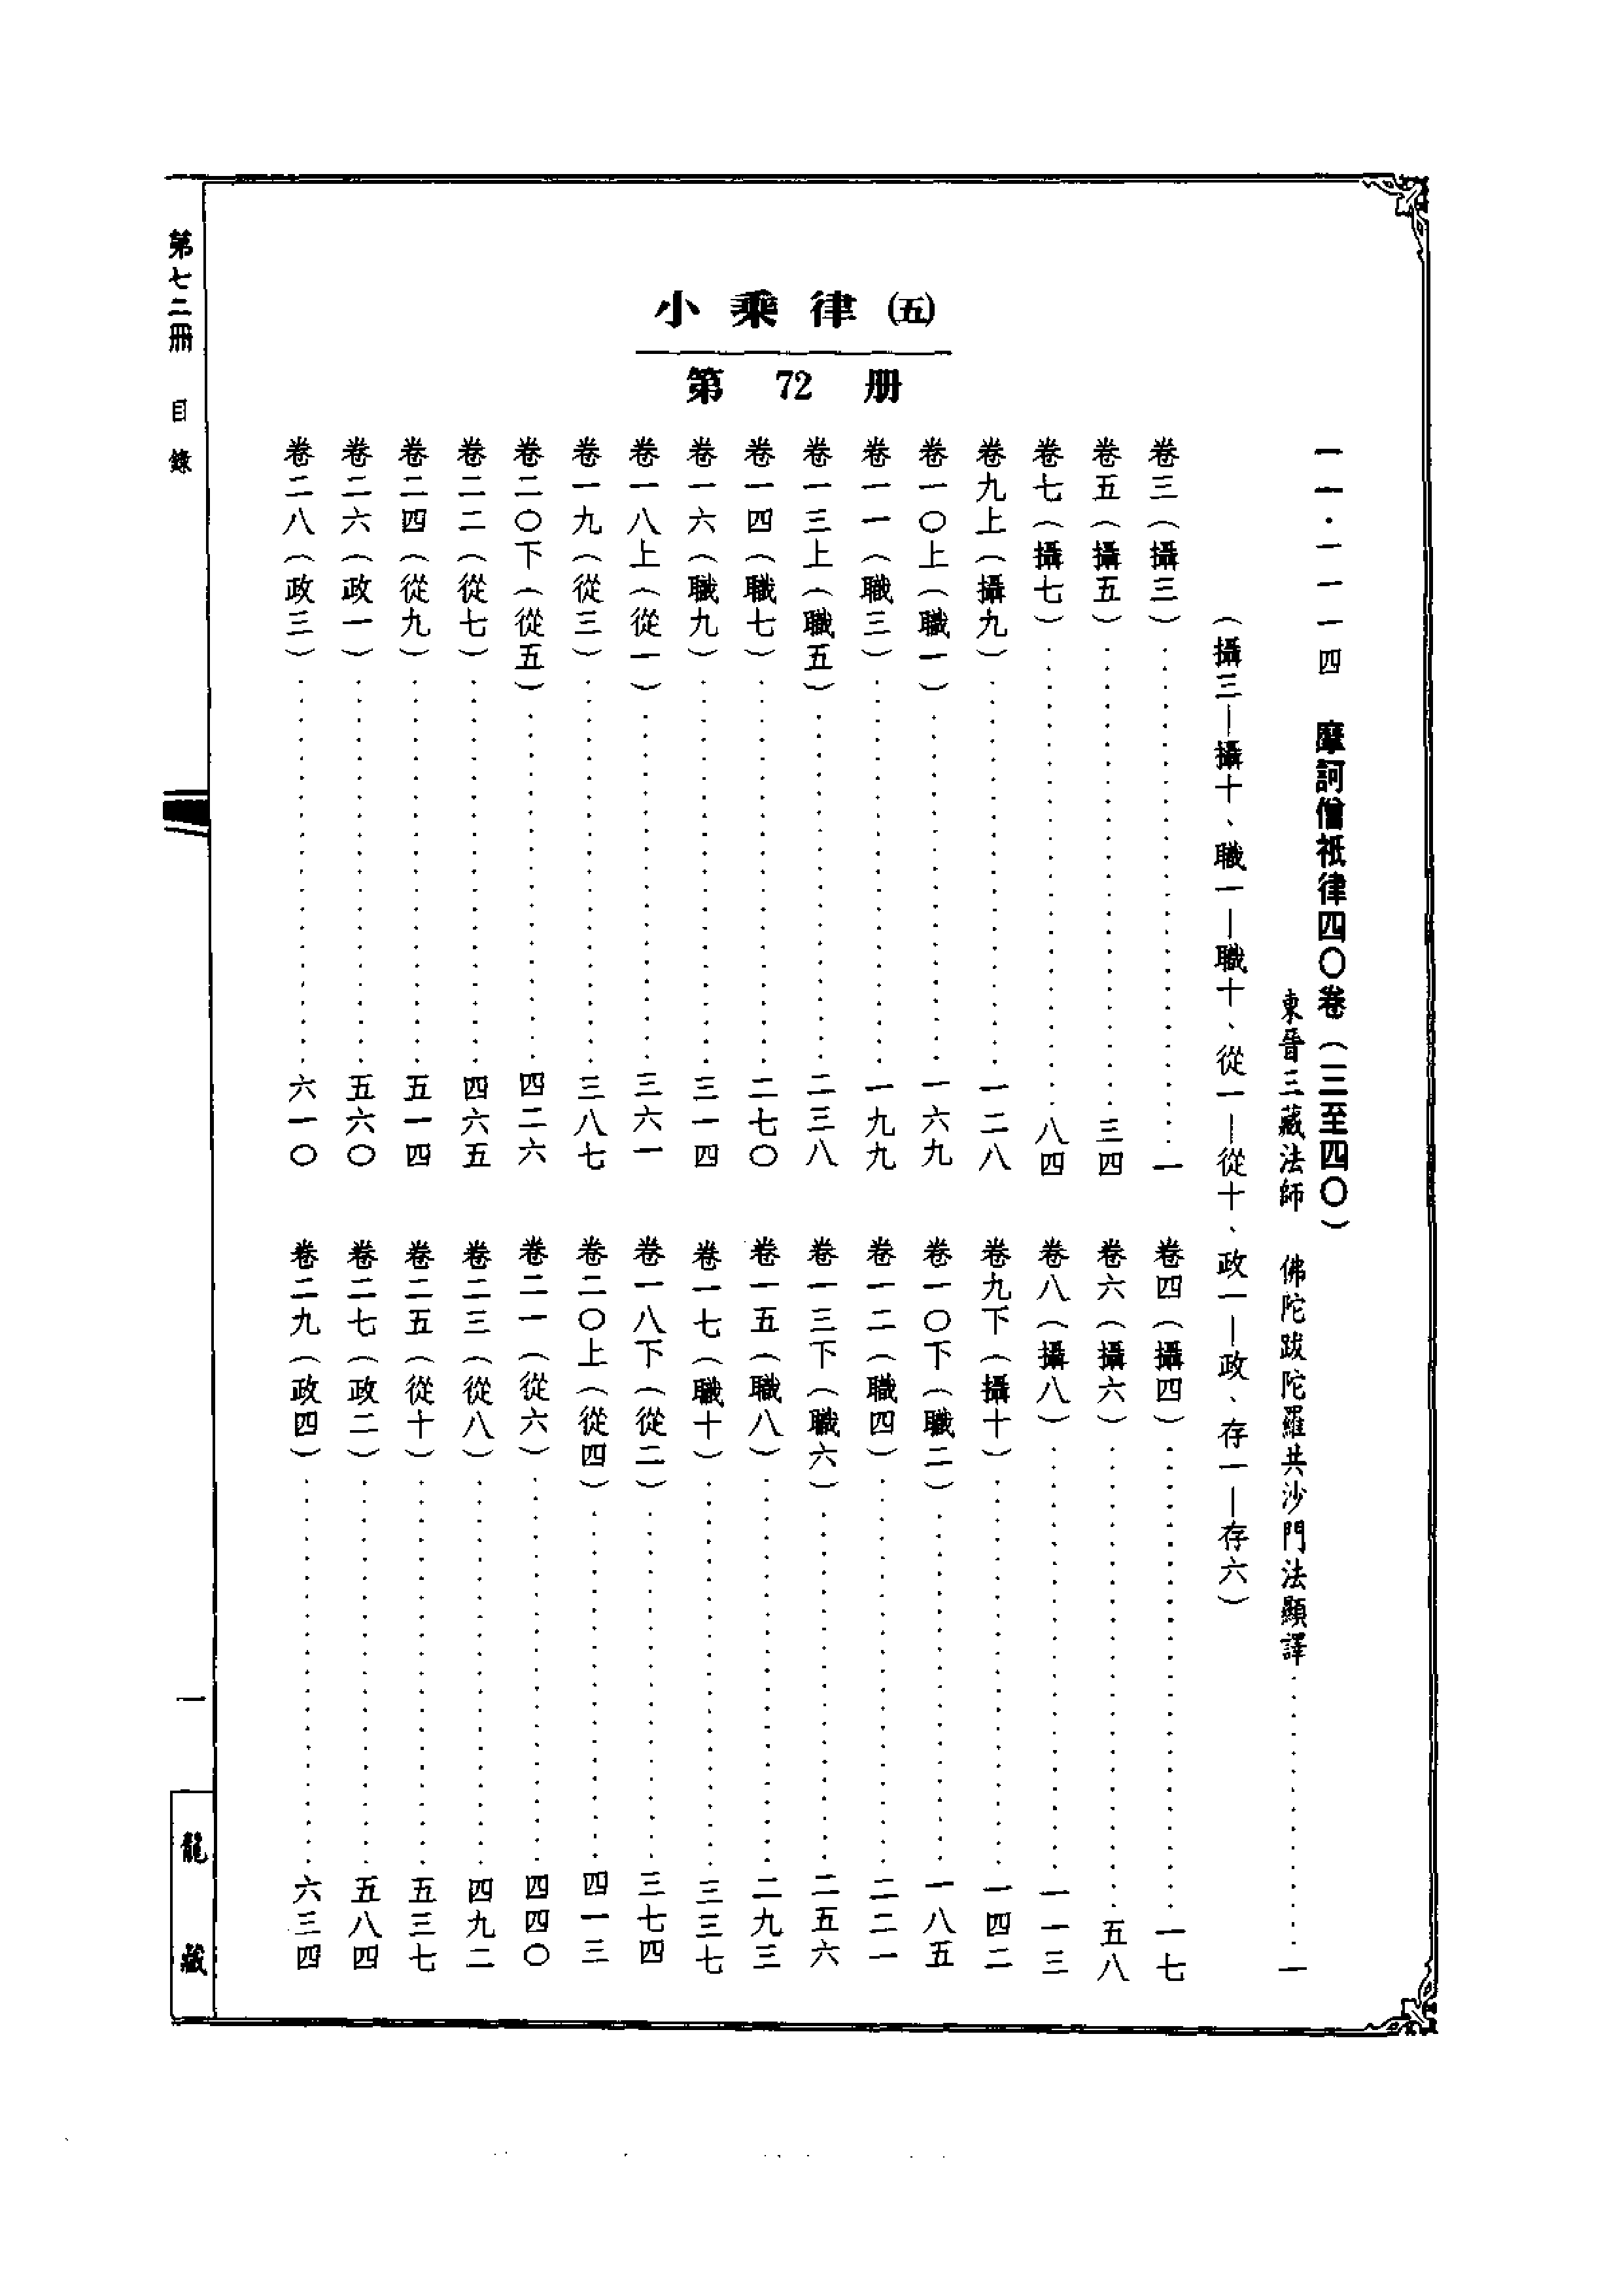 小乘律(五)
第 72 册
一一·一一一四 摩訶僧祇律四〇卷(三至四〇)
東晉三藏法師 佛陀跋陀羅共沙門法顯譯……一
(攝三—攝十、職一—職十、從一—從十、政一—政、存一—存六)
卷三(攝三)……一
卷四(攝四)……一七
卷五(攝五)……三四
卷六(攝六)……五八
卷七(攝七)……八四
卷八(攝八)……一一三
卷九上(攝九)……一二八
卷九下(攝十)……一四二
卷一〇上(職一)……一六九
卷一〇下(職二)……一八五
卷一一(職三)……一九九
卷一二(職四)……二二一
卷一三上(職五)……二三八
卷一三下(職六)……二五六
卷一四(職七)……二七〇
卷一五(職八)……二九三
卷一六(職九)……三一四
卷一七(職十)……三三七
卷一八上(從一)……三六一
卷一八下(從二)……三七四
卷一九(從三)……三八七
卷二〇上(從四)……四一三
卷二〇下(從五)……四二六
卷二一(從六)……四四〇
卷二二(從七)……四六五
卷二三(從八)……四九二
卷二四(從九)……五一四
卷二五(從十)……五三七
卷二六(政一)……五六〇
卷二七(政二)……五八四
卷二八(政三)……六一〇
卷二九(政四)……六三四
第七二冊 目錄
一
龍藏